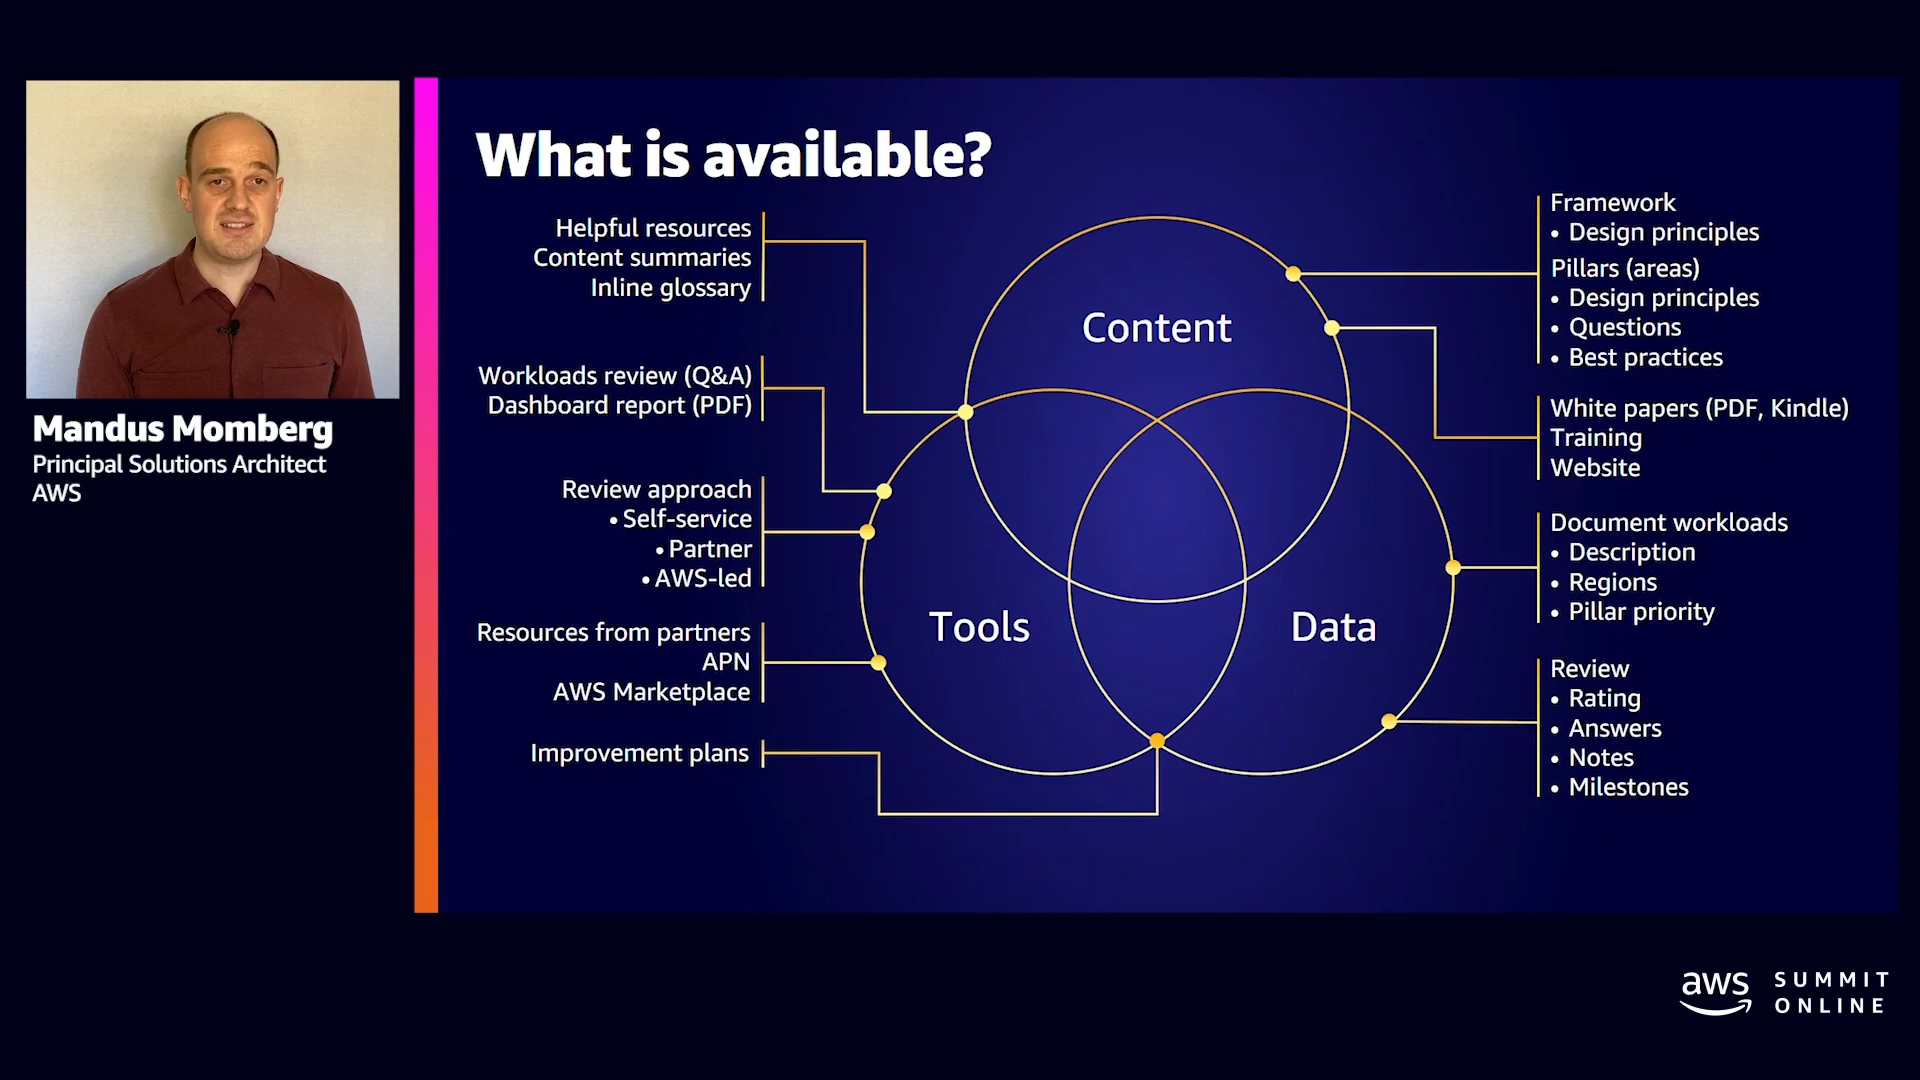 Mandus Momberg
Principal Solutions Architect
AWS
What is available?
Helpful resources
Content summaries
Inline glossary
Workloads review (Q&A)
Dashboard report (PDF)
Review approach
• Self-service
• Partner
• AWS-led
Resources from partners
APN
AWS Marketplace
Improvement plans
Content
Tools
Data
Framework
• Design principles
Pillars (areas)
• Design principles
• Questions
• Best practices
White papers (PDF, Kindle)
Training
Website
Document workloads
• Description
• Regions
• Pillar priority
Review
• Rating
• Answers
• Notes
• Milestones
aws
SUMMIT
ONLINE